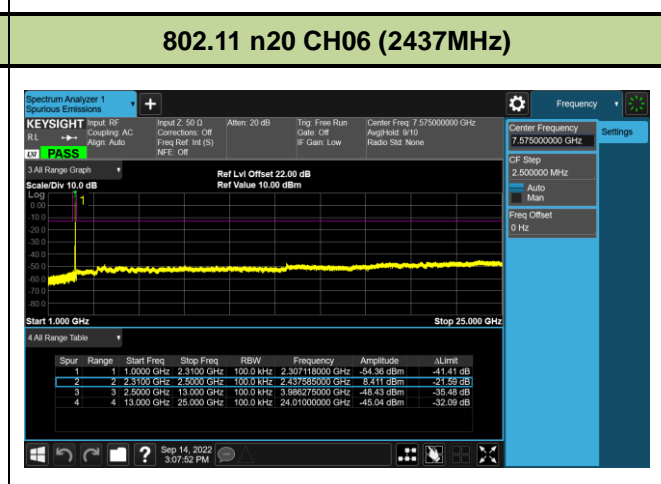 802.11 n20 CH06 (2437MHz)
Spectrum Analyzer 1
Spurious Emissions
Frequency
KEYSIGHT Input: RF Input Z: 50 Ω Atten: 20 dB Trig: Free Run Center Freq: 7.575000000 GHz
RL Coupling: AC Corrections: Off Gate: Off Avg|Hold: 9/10
Align: Auto Freq Ref: Int (S) IF Gain: Low Radio Std: None
LXI PASS NFE: Off
Center Frequency
7.575000000 GHz
Settings
CF Step
2.500000 MHz
Auto
Man
Freq Offset
0 Hz
3 All Range Graph
Ref Lvl Offset 22.00 dB
Scale/Div 10.0 dB Ref Value 10.00 dBm
Log
1
0.00
-10.0
-20.0
-30.0
-40.0
-50.0
-60.0
-70.0
-80.0
Start 1.000 GHz Stop 25.000 GHz
4 All Range Table
Spur Range Start Freq Stop Freq RBW Frequency Amplitude ΔLimit
1 1 1.0000 GHz 2.3100 GHz 100.0 kHz 2.307118000 GHz -54.36 dBm -41.41 dB
2 2 2.3100 GHz 2.5000 GHz 100.0 kHz 2.437585000 GHz 8.411 dBm -21.59 dB
3 3 2.5000 GHz 13.000 GHz 100.0 kHz 3.986275000 GHz -48.43 dBm -35.48 dB
4 4 13.000 GHz 25.000 GHz 100.0 kHz 24.01000000 GHz -45.04 dBm -32.09 dB
Sep 14, 2022
3:07:52 PM